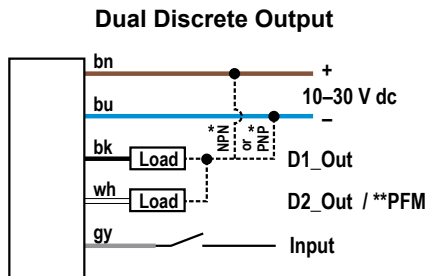 Dual Discrete Output
bn
+
10–30 V dc
bu
–
*
NPN
or
*
PNP
bk
Load
D1_Out
wh
Load
D2_Out / **PFM
gy
Input